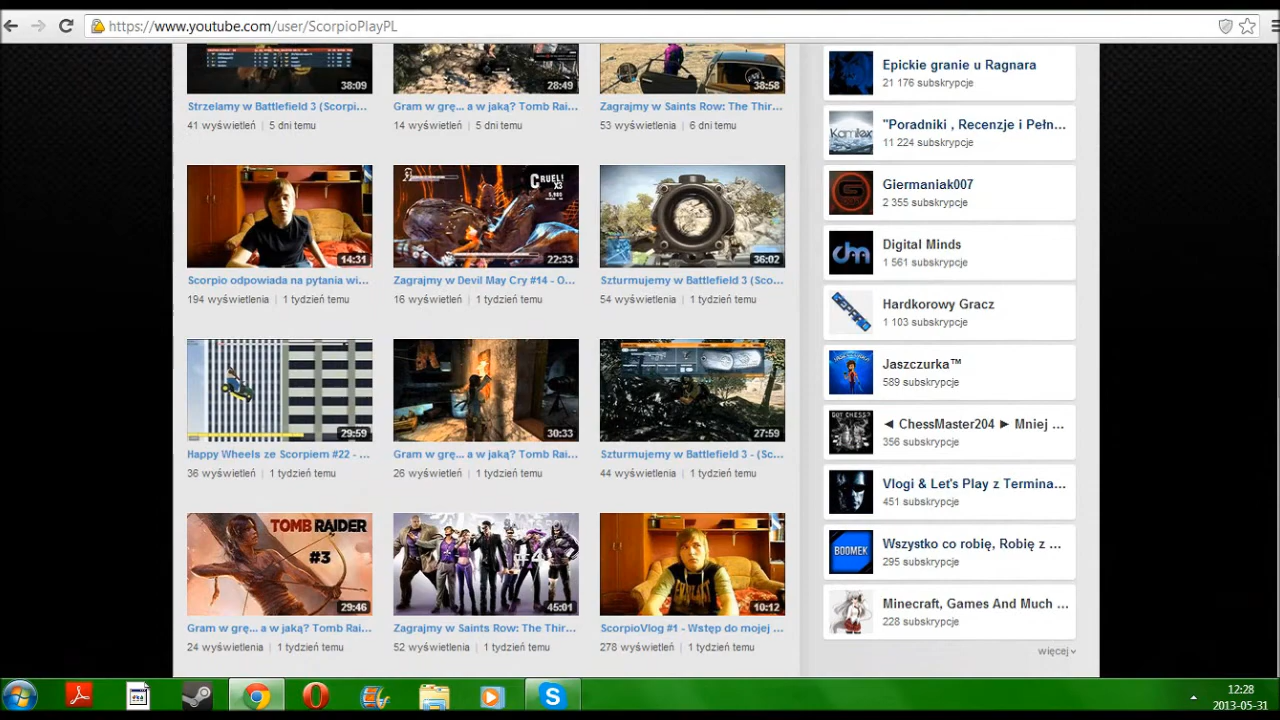 https://www.youtube.com/user/ScorpioPlayPL
38:09
28:49
38:58
Strzelamy w Battlefield 3 (Scorpi...
Gram w grę... a w jaką? Tomb Rai...
Zagrajmy w Saints Row: The Thir...
41 wyświetleń | 5 dni temu
14 wyświetleń | 5 dni temu
53 wyświetlenia | 6 dni temu
CRUEL!
X3
14:31
22:33
36:02
Scorpio odpowiada na pytania wi...
Zagrajmy w Devil May Cry #14 - O...
Szturmujemy w Battlefield 3 (Sco...
194 wyświetlenia | 1 tydzień temu
16 wyświetleń | 1 tydzień temu
54 wyświetlenia | 1 tydzień temu
29:59
30:33
27:59
Happy Wheels ze Scorpiem #22 - ...
Gram w grę... a w jaką? Tomb Rai...
Szturmujemy w Battlefield 3 - (Sc...
36 wyświetleń | 1 tydzień temu
26 wyświetleń | 1 tydzień temu
44 wyświetlenia | 1 tydzień temu
TOMB RAIDER
#3
29:46
#4
45:01
10:12
Gram w grę... a w jaką? Tomb Rai...
Zagrajmy w Saints Row: The Thir...
ScorpioVlog #1 - Wstęp do mojej ...
24 wyświetlenia | 1 tydzień temu
52 wyświetlenia | 1 tydzień temu
278 wyświetleń | 1 tydzień temu
Epickie granie u Ragnara
21 176 subskrypcje
Kamlex
"Poradniki , Recenzje i Pełn...
11 224 subskrypcje
Giermaniak007
2 355 subskrypcje
dm
Digital Minds
1 561 subskrypcje
Hardkorowy Gracz
1 103 subskrypcje
Jaszczurka™
589 subskrypcje
GOT CHESS?
◄ ChessMaster204 ► Mniej ...
356 subskrypcje
Vlogi & Let's Play z Termina...
451 subskrypcje
BOOMEK
Wszystko co robię, Robię z ...
295 subskrypcje
Minecraft, Games And Much ...
228 subskrypcje
więcej
12:28
2013-05-31